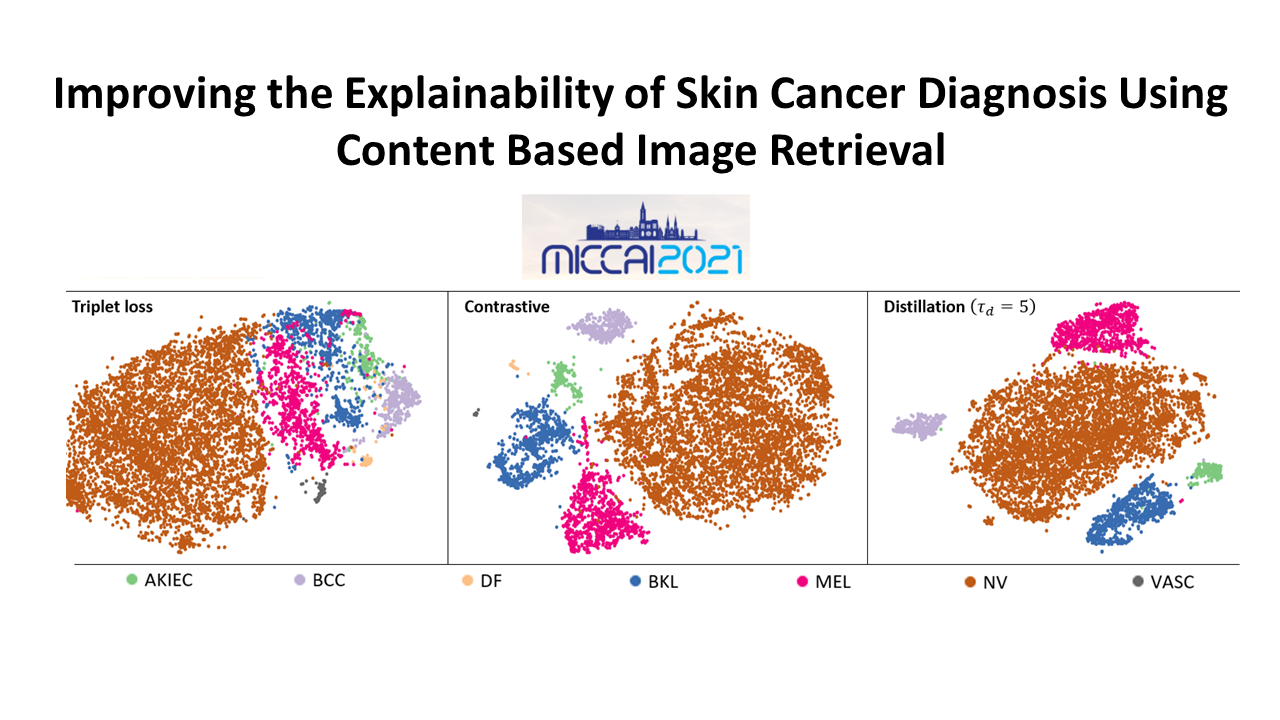 Improving the Explainability of Skin Cancer Diagnosis Using
Content Based Image Retrieval
MICCAI2021
Triplet loss
Contrastive
Distillation (τ_d = 5)
AKIEC
BCC
DF
BKL
MEL
NV
VASC